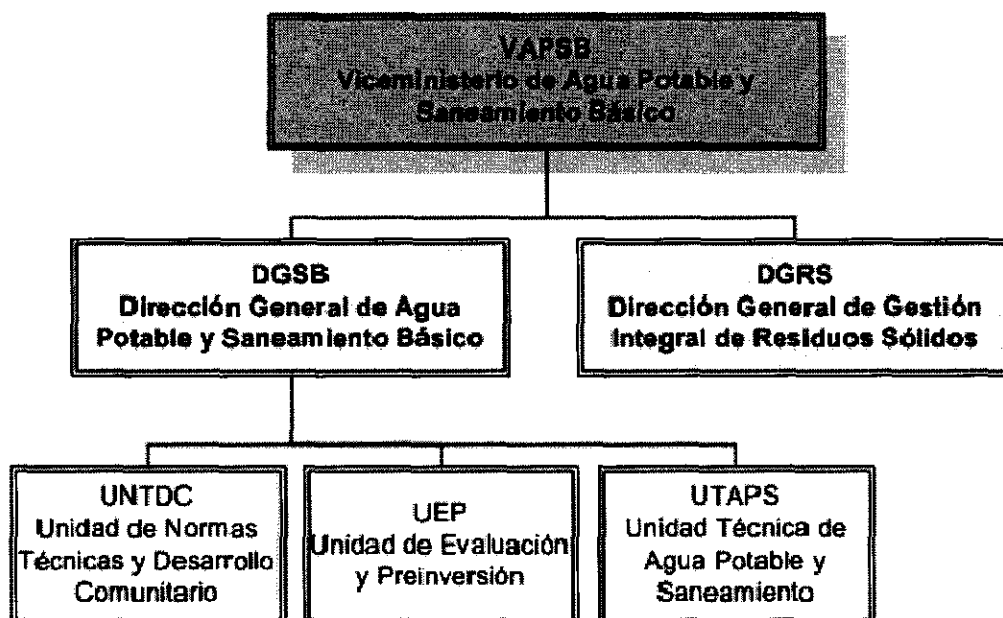 VAPSB
Viceministerio de Agua Potable y
Saneamiento Básico
DGSB
Dirección General de Agua
Potable y Saneamiento Básico
DGRS
Dirección General de Gestión
Integral de Residuos Sólidos
UNTDC
Unidad de Normas
Técnicas y Desarrollo
Comunitario
UEP
Unidad de Evaluación
y Preinversión
UTAPS
Unidad Técnica de
Agua Potable y
Saneamiento